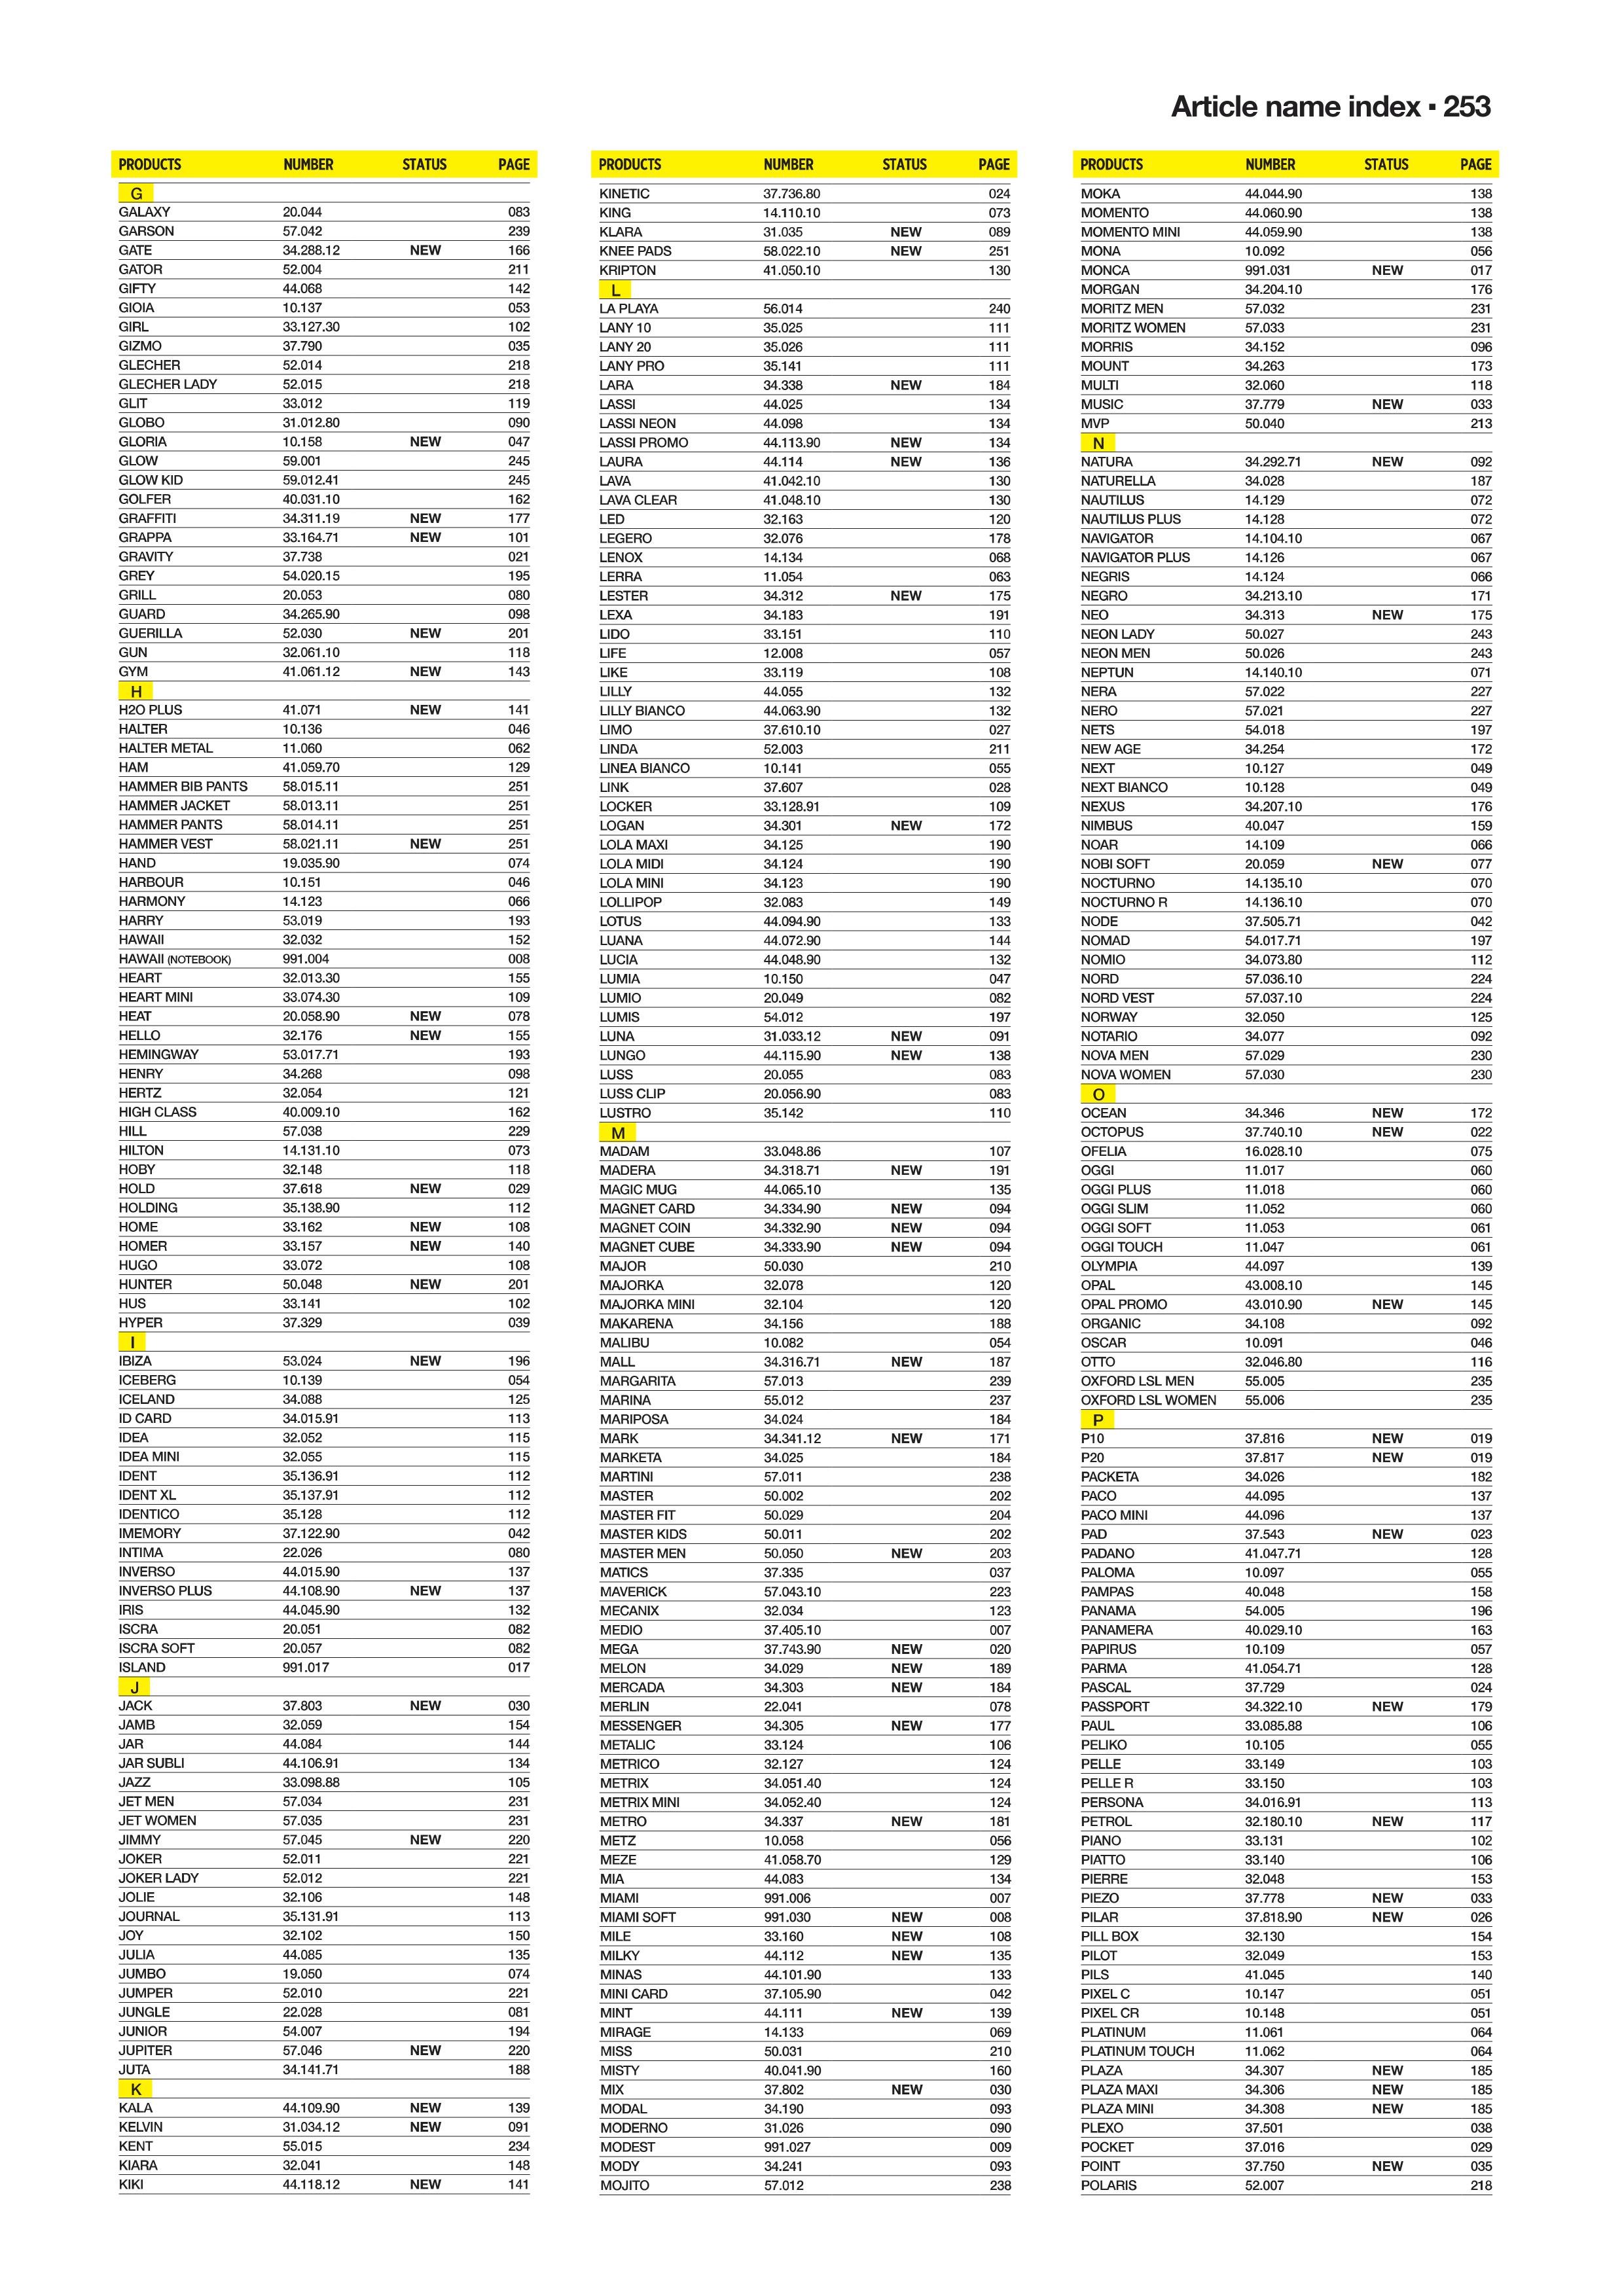 Article name index ▪ 253
PRODUCTS NUMBER STATUS PAGE
G
GALAXY 20.044 083
GARSON 57.042 239
GATE 34.288.12 NEW 166
GATOR 52.004 211
GIFTY 44.068 142
GIOIA 10.137 053
GIRL 33.127.30 102
GIZMO 37.790 035
GLECHER 52.014 218
GLECHER LADY 52.015 218
GLIT 33.012 119
GLOBO 31.012.80 090
GLORIA 10.158 NEW 047
GLOW 59.001 245
GLOW KID 59.012.41 245
GOLFER 40.031.10 162
GRAFFITI 34.311.19 NEW 177
GRAPPA 33.164.71 NEW 101
GRAVITY 37.738 021
GREY 54.020.15 195
GRILL 20.053 080
GUARD 34.265.90 098
GUERILLA 52.030 NEW 201
GUN 32.061.10 118
GYM 41.061.12 NEW 143
H
H2O PLUS 41.071 NEW 141
HALTER 10.136 046
HALTER METAL 11.060 062
HAM 41.059.70 129
HAMMER BIB PANTS 58.015.11 251
HAMMER JACKET 58.013.11 251
HAMMER PANTS 58.014.11 251
HAMMER VEST 58.021.11 NEW 251
HAND 19.035.90 074
HARBOUR 10.151 046
HARMONY 14.123 066
HARRY 53.019 193
HAWAII 32.032 152
HAWAII (NOTEBOOK) 991.004 008
HEART 32.013.30 155
HEART MINI 33.074.30 109
HEAT 20.058.90 NEW 078
HELLO 32.176 NEW 155
HEMINGWAY 53.017.71 193
HENRY 34.268 098
HERTZ 32.054 121
HIGH CLASS 40.009.10 162
HILL 57.038 229
HILTON 14.131.10 073
HOBY 32.148 118
HOLD 37.618 NEW 029
HOLDING 35.138.90 112
HOME 33.162 NEW 108
HOMER 33.157 NEW 140
HUGO 33.072 108
HUNTER 50.048 NEW 201
HUS 33.141 102
HYPER 37.329 039
I
IBIZA 53.024 NEW 196
ICEBERG 10.139 054
ICELAND 34.088 125
ID CARD 34.015.91 113
IDEA 32.052 115
IDEA MINI 32.055 115
IDENT 35.136.91 112
IDENT XL 35.137.91 112
IDENTICO 35.128 112
IMEMORY 37.122.90 042
INTIMA 22.026 080
INVERSO 44.015.90 137
INVERSO PLUS 44.108.90 NEW 137
IRIS 44.045.90 132
ISCRA 20.051 082
ISCRA SOFT 20.057 082
ISLAND 991.017 017
J
JACK 37.803 NEW 030
JAMB 32.059 154
JAR 44.084 144
JAR SUBLI 44.106.91 134
JAZZ 33.098.88 105
JET MEN 57.034 231
JET WOMEN 57.035 231
JIMMY 57.045 NEW 220
JOKER 52.011 221
JOKER LADY 52.012 221
JOLIE 32.106 148
JOURNAL 35.131.91 113
JOY 32.102 150
JULIA 44.085 135
JUMBO 19.050 074
JUMPER 52.010 221
JUNGLE 22.028 081
JUNIOR 54.007 194
JUPITER 57.046 NEW 220
JUTA 34.141.71 188
K
KALA 44.109.90 NEW 139
KELVIN 31.034.12 NEW 091
KENT 55.015 234
KIARA 32.041 148
KIKI 44.118.12 NEW 141
PRODUCTS NUMBER STATUS PAGE
KINETIC 37.736.80 024
KING 14.110.10 073
KLARA 31.035 NEW 089
KNEE PADS 58.022.10 NEW 251
KRIPTON 41.050.10 130
L
LA PLAYA 56.014 240
LANY 10 35.025 111
LANY 20 35.026 111
LANY PRO 35.141 111
LARA 34.338 NEW 184
LASSI 44.025 134
LASSI NEON 44.098 134
LASSI PROMO 44.113.90 NEW 134
LAURA 44.114 NEW 136
LAVA 41.042.10 130
LAVA CLEAR 41.048.10 130
LED 32.163 120
LEGERO 32.076 178
LENOX 14.134 068
LERRA 11.054 063
LESTER 34.312 NEW 175
LEXA 34.183 191
LIDO 33.151 110
LIFE 12.008 057
LIKE 33.119 108
LILLY 44.055 132
LILLY BIANCO 44.063.90 132
LIMO 37.610.10 027
LINDA 52.003 211
LINEA BIANCO 10.141 055
LINK 37.607 028
LOCKER 33.128.91 109
LOGAN 34.301 NEW 172
LOLA MAXI 34.125 190
LOLA MIDI 34.124 190
LOLA MINI 34.123 190
LOLLIPOP 32.083 149
LOTUS 44.094.90 133
LUANA 44.072.90 144
LUCIA 44.048.90 132
LUMIA 10.150 047
LUMIO 20.049 082
LUMIS 54.012 197
LUNA 31.033.12 NEW 091
LUNGO 44.115.90 NEW 138
LUSS 20.055 083
LUSS CLIP 20.056.90 083
LUSTRO 35.142 110
M
MADAM 33.048.86 107
MADERA 34.318.71 NEW 191
MAGIC MUG 44.065.10 135
MAGNET CARD 34.334.90 NEW 094
MAGNET COIN 34.332.90 NEW 094
MAGNET CUBE 34.333.90 NEW 094
MAJOR 50.030 210
MAJORKA 32.078 120
MAJORKA MINI 32.104 120
MAKARENA 34.156 188
MALIBU 10.082 054
MALL 34.316.71 NEW 187
MARGARITA 57.013 239
MARINA 55.012 237
MARIPOSA 34.024 184
MARK 34.341.12 NEW 171
MARKETA 34.025 184
MARTINI 57.011 238
MASTER 50.002 202
MASTER FIT 50.029 204
MASTER KIDS 50.011 202
MASTER MEN 50.050 NEW 203
MATICS 37.335 037
MAVERICK 57.043.10 223
MECANIX 32.034 123
MEDIO 37.405.10 007
MEGA 37.743.90 NEW 020
MELON 34.029 NEW 189
MERCADA 34.303 NEW 184
MERLIN 22.041 078
MESSENGER 34.305 NEW 177
METALIC 33.124 106
METRICO 32.127 124
METRIX 34.051.40 124
METRIX MINI 34.052.40 124
METRO 34.337 NEW 181
METZ 10.058 056
MEZE 41.058.70 129
MIA 44.083 134
MIAMI 991.006 007
MIAMI SOFT 991.030 NEW 008
MILE 33.160 NEW 108
MILKY 44.112 NEW 135
MINAS 44.101.90 133
MINI CARD 37.105.90 042
MINT 44.111 NEW 139
MIRAGE 14.133 069
MISS 50.031 210
MISTY 40.041.90 160
MIX 37.802 NEW 030
MODAL 34.190 093
MODERNO 31.026 090
MODEST 991.027 009
MODY 34.241 093
MOJITO 57.012 238
PRODUCTS NUMBER STATUS PAGE
MOKA 44.044.90 138
MOMENTO 44.060.90 138
MOMENTO MINI 44.059.90 138
MONA 10.092 056
MONCA 991.031 NEW 017
MORGAN 34.204.10 176
MORITZ MEN 57.032 231
MORITZ WOMEN 57.033 231
MORRIS 34.152 096
MOUNT 34.263 173
MULTI 32.060 118
MUSIC 37.779 NEW 033
MVP 50.040 213
N
NATURA 34.292.71 NEW 092
NATURELLA 34.028 187
NAUTILUS 14.129 072
NAUTILUS PLUS 14.128 072
NAVIGATOR 14.104.10 067
NAVIGATOR PLUS 14.126 067
NEGRIS 14.124 066
NEGRO 34.213.10 171
NEO 34.313 NEW 175
NEON LADY 50.027 243
NEON MEN 50.026 243
NEPTUN 14.140.10 071
NERA 57.022 227
NERO 57.021 227
NETS 54.018 197
NEW AGE 34.254 172
NEXT 10.127 049
NEXT BIANCO 10.128 049
NEXUS 34.207.10 176
NIMBUS 40.047 159
NOAR 14.109 066
NOBI SOFT 20.059 NEW 077
NOCTURNO 14.135.10 070
NOCTURNO R 14.136.10 070
NODE 37.505.71 042
NOMAD 54.017.71 197
NOMIO 34.073.80 112
NORD 57.036.10 224
NORD VEST 57.037.10 224
NORWAY 32.050 125
NOTARIO 34.077 092
NOVA MEN 57.029 230
NOVA WOMEN 57.030 230
O
OCEAN 34.346 NEW 172
OCTOPUS 37.740.10 NEW 022
OFELIA 16.028.10 075
OGGI 11.017 060
OGGI PLUS 11.018 060
OGGI SLIM 11.052 060
OGGI SOFT 11.053 061
OGGI TOUCH 11.047 061
OLYMPIA 44.097 139
OPAL 43.008.10 145
OPAL PROMO 43.010.90 NEW 145
ORGANIC 34.108 092
OSCAR 10.091 046
OTTO 32.046.80 116
OXFORD LSL MEN 55.005 235
OXFORD LSL WOMEN 55.006 235
P
P10 37.816 NEW 019
P20 37.817 NEW 019
PACKETA 34.026 182
PACO 44.095 137
PACO MINI 44.096 137
PAD 37.543 NEW 023
PADANO 41.047.71 128
PALOMA 10.097 055
PAMPAS 40.048 158
PANAMA 54.005 196
PANAMERA 40.029.10 163
PAPIRUS 10.109 057
PARMA 41.054.71 128
PASCAL 37.729 024
PASSPORT 34.322.10 NEW 179
PAUL 33.085.88 106
PELIKO 10.105 055
PELLE 33.149 103
PELLE R 33.150 103
PERSONA 34.016.91 113
PETROL 32.180.10 NEW 117
PIANO 33.131 102
PIATTO 33.140 106
PIERRE 32.048 153
PIEZO 37.778 NEW 033
PILAR 37.818.90 NEW 026
PILL BOX 32.130 154
PILOT 32.049 153
PILS 41.045 140
PIXEL C 10.147 051
PIXEL CR 10.148 051
PLATINUM 11.061 064
PLATINUM TOUCH 11.062 064
PLAZA 34.307 NEW 185
PLAZA MAXI 34.306 NEW 185
PLAZA MINI 34.308 NEW 185
PLEXO 37.501 038
POCKET 37.016 029
POINT 37.750 NEW 035
POLARIS 52.007 218